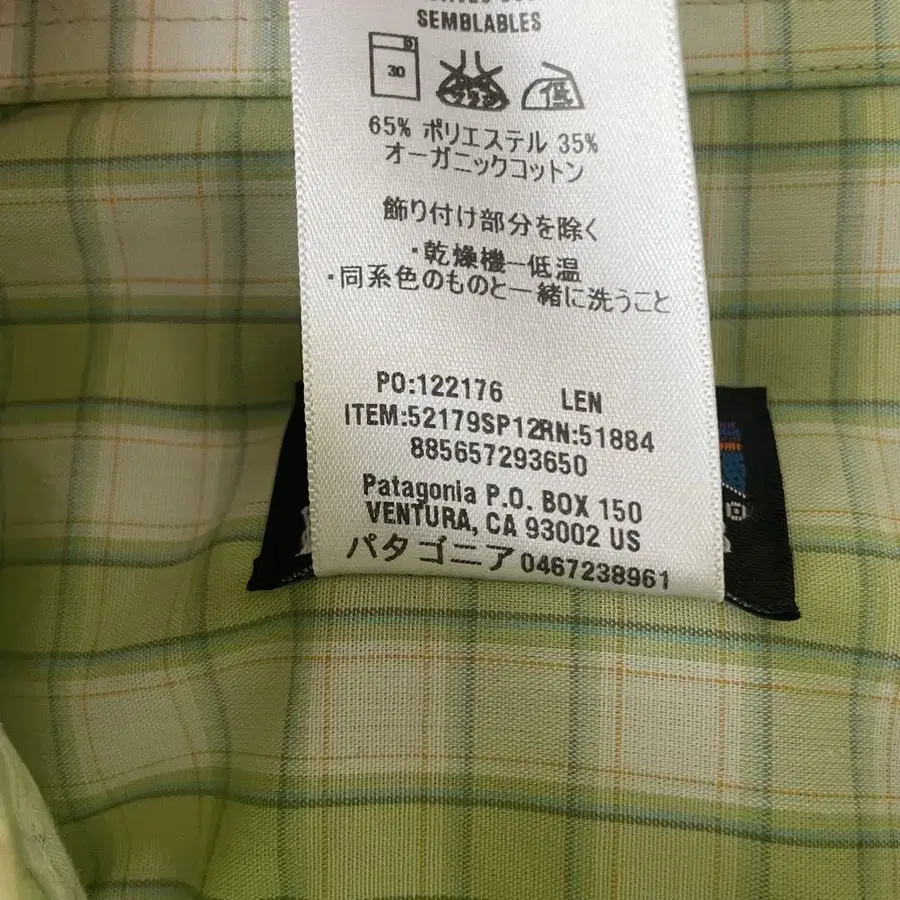 SEMBLABLES
30
低
65% ポリエステル 35%
オーガニックコットン
飾り付け部分を除く
・乾燥機ー低温
・同系色のものと一緒に洗うこと
PO:122176 LEN
ITEM:52179SP12RN:51884
885657293650
Patagonia P.O. BOX 150
VENTURA, CA 93002 US
パタゴニア 0467238961